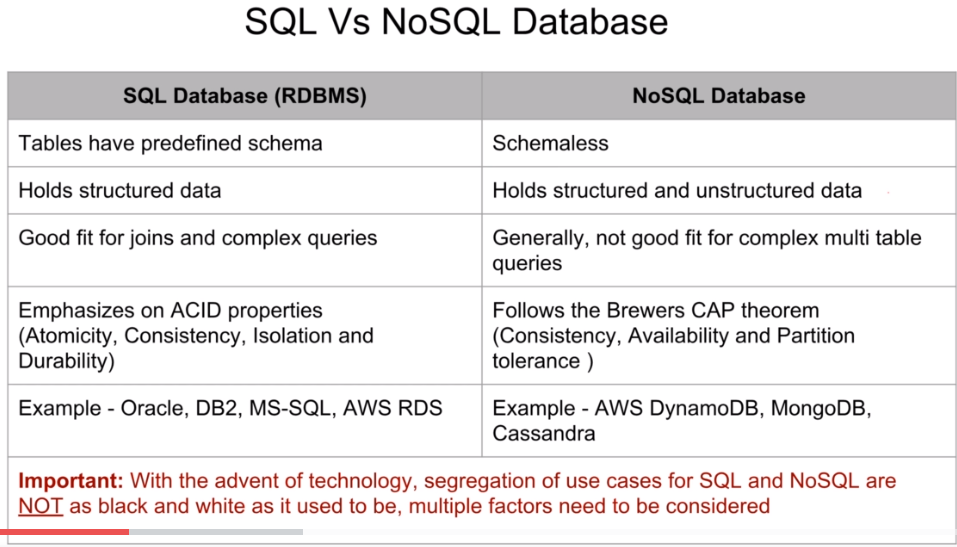 SQL Vs NoSQL Database
SQL Database (RDBMS)
NoSQL Database
Tables have predefined schema
Schemaless
Holds structured data
Holds structured and unstructured data
Good fit for joins and complex queries
Generally, not good fit for complex multi table
queries
Emphasizes on ACID properties
(Atomicity, Consistency, Isolation and
Durability)
Follows the Brewers CAP theorem
(Consistency, Availability and Partition
tolerance )
Example - Oracle, DB2, MS-SQL, AWS RDS
Example - AWS DynamoDB, MongoDB,
Cassandra
Important: With the advent of technology, segregation of use cases for SQL and NoSQL are
NOT as black and white as it used to be, multiple factors need to be considered